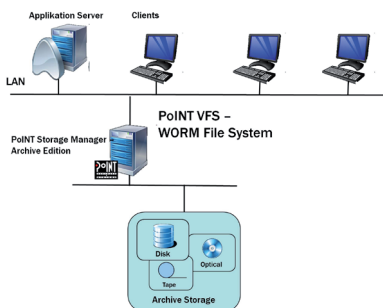 Applikation Server
Clients
LAN
PoINT VFS –
WORM File System
PoINT Storage Manager
Archive Edition
PoINT
Disk
Optical
Tape
Archive Storage